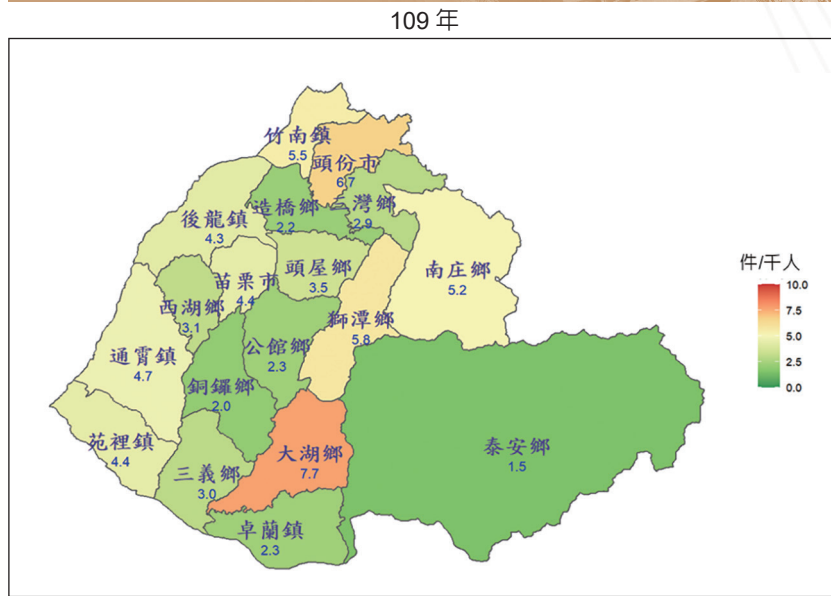 109 年
竹南鎮
5.5
頭份市
6.7
三灣鄉
2.9
造橋鄉
2.2
後龍鎮
4.3
南庄鄉
5.2
頭屋鄉
3.5
苗栗市
4.4
西湖鄉
3.1
獅潭鄉
5.8
公館鄉
2.3
通霄鎮
4.7
銅鑼鄉
2.0
苑裡鎮
4.4
大湖鄉
7.7
泰安鄉
1.5
三義鄉
3.0
卓蘭鎮
2.3
件/千人
10.0
7.5
5.0
2.5
0.0